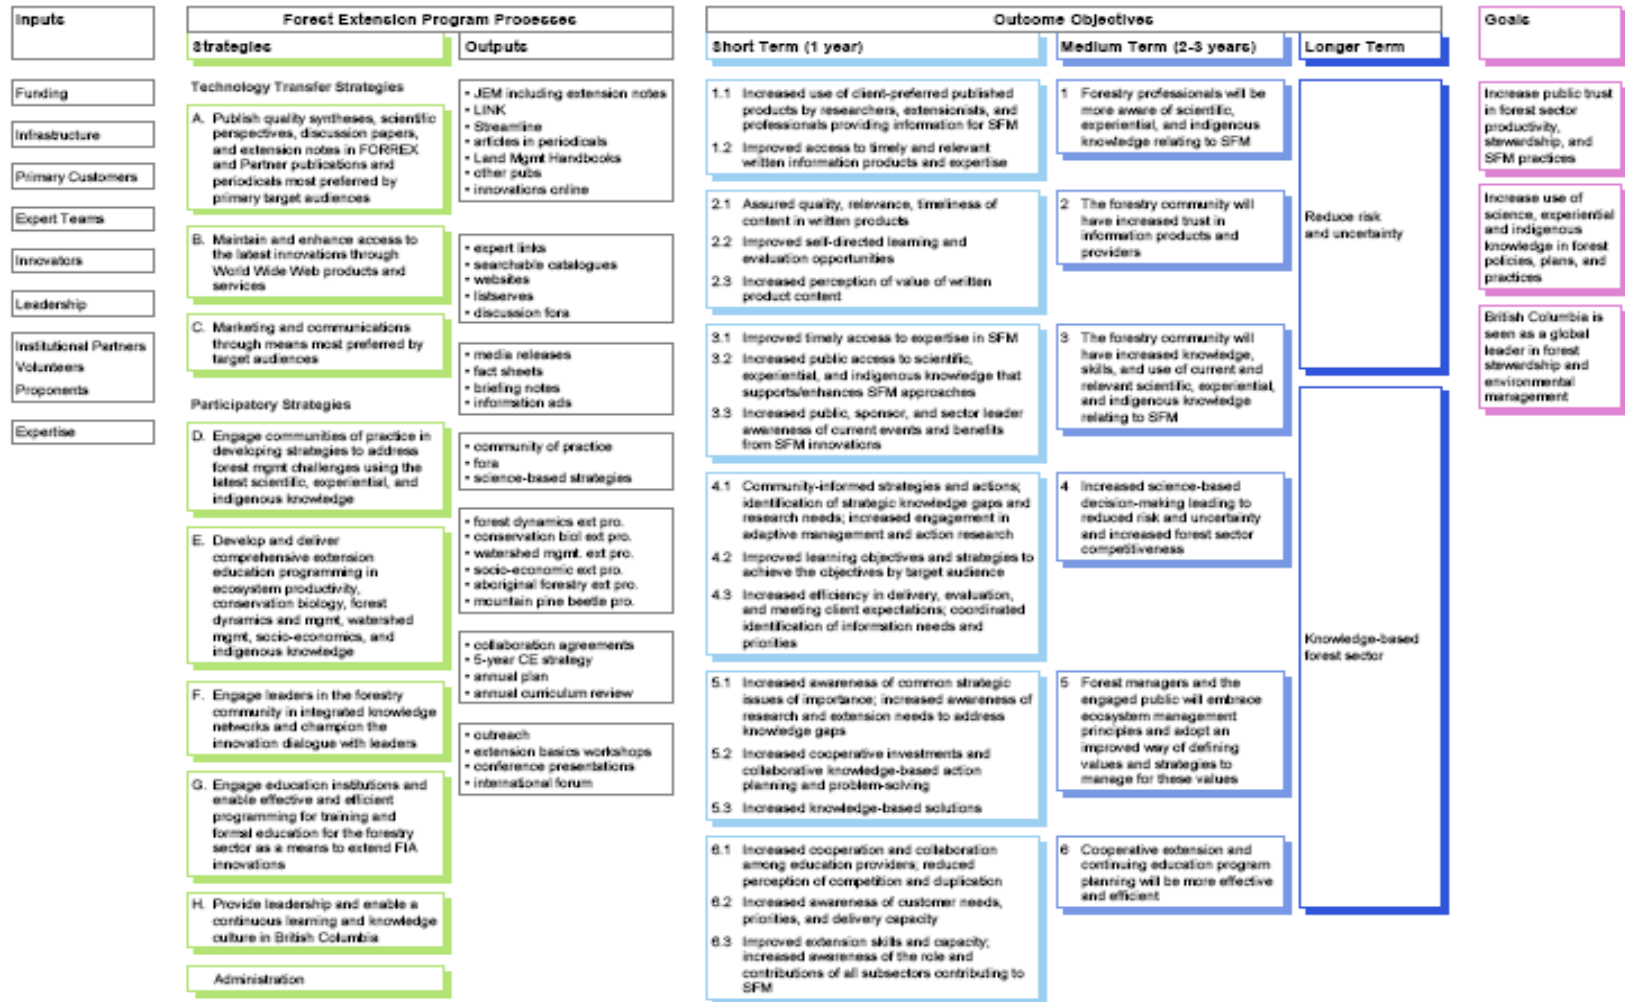 Inputs
Funding
Infrastructure
Primary Customers
Expert Teams
Innovators
Leadership
Institutional Partners
Volunteers
Proponents
Expertise
Forest Extension Program Processes
Strategies
Technology Transfer Strategies
A. Publish quality syntheses, scientific
perspectives, discussion papers,
and extension notes in FORREX
and Partner publications and
periodicals most preferred by
primary target audiences
B. Maintain and enhance access to
the latest innovations through
World Wide Web products and
services
C. Marketing and communications
through means most preferred by
target audiences
Participatory Strategies
D. Engage communities of practice in
developing strategies to address
forest mgmt challenges using the
latest scientific, experiential, and
indigenous knowledge
E. Develop and deliver
comprehensive extension
education programming in
ecosystem productivity,
conservation biology, forest
dynamics and mgmt, watershed
mgmt, socio-economics, and
indigenous knowledge
F. Engage leaders in the forestry
community in integrated knowledge
networks and champion the
innovation dialogue with leaders
G. Engage education institutions and
enable effective and efficient
programming for training and
formal education for the forestry
sector as a means to extend FIA
innovations
H. Provide leadership and enable a
continuous learning and knowledge
culture in British Columbia
Administration
Outputs
• JEM including extension notes
• LINK
• Streamline
• articles in periodicals
• Land Mgmt Handbooks
• other pubs
• innovations online
• expert links
• searchable catalogues
• websites
• listserves
• discussion fora
• media releases
• fact sheets
• briefing notes
• information ads
• community of practice
• fora
• science-based strategies
• forest dynamics ext pro.
• conservation biol ext pro.
• watershed mgmt. ext pro.
• socio-economic ext pro.
• aboriginal forestry ext pro.
• mountain pine beetle pro.
• collaboration agreements
• 5-year CE strategy
• annual plan
• annual curriculum review
• outreach
• extension basics workshops
• conference presentations
• international forum
Outcome Objectives
Short Term (1 year)
1.1 Increased use of client-preferred published
products by researchers, extensionists, and
professionals providing information for SFM
1.2 Improved access to timely and relevant
written information products and expertise
2.1 Assured quality, relevance, timeliness of
content in written products
2.2 Improved self-directed learning and
evaluation opportunities
2.3 Increased perception of value of written
product content
3.1 Improved timely access to expertise in SFM
3.2 Increased public access to scientific,
experiential, and indigenous knowledge that
supports/enhances SFM approaches
3.3 Increased public, sponsor, and sector leader
awareness of current events and benefits
from SFM innovations
4.1 Community-informed strategies and actions;
identification of strategic knowledge gaps and
research needs; increased engagement in
adaptive management and action research
4.2 Improved learning objectives and strategies to
achieve the objectives by target audience
4.3 Increased efficiency in delivery, evaluation,
and meeting client expectations; coordinated
identification of information needs and
priorities
5.1 Increased awareness of common strategic
issues of importance; increased awareness of
research and extension needs to address
knowledge gaps
5.2 Increased cooperative investments and
collaborative knowledge-based action
planning and problem-solving
5.3 Increased knowledge-based solutions
6.1 Increased cooperation and collaboration
among education providers; reduced
perception of competition and duplication
6.2 Increased awareness of customer needs,
priorities, and delivery capacity
6.3 Improved extension skills and capacity;
increased awareness of the role and
contributions of all subsectors contributing to
SFM
Medium Term (2-3 years)
1 Forestry professionals will be
more aware of scientific,
experiential, and indigenous
knowledge relating to SFM
2 The forestry community will
have increased trust in
information products and
providers
3 The forestry community will
have increased knowledge,
skills, and use of current and
relevant scientific, experiential,
and indigenous knowledge
relating to SFM
4 Increased science-based
decision-making leading to
reduced risk and uncertainty
and increased forest sector
competitiveness
5 Forest managers and the
engaged public will embrace
ecosystem management
principles and adopt an
improved way of defining
values and strategies to
manage for these values
6 Cooperative extension and
continuing education program
planning will be more effective
and efficient
Longer Term
Reduce risk
and uncertainty
Knowledge-based
forest sector
Goals
Increase public trust
in forest sector
productivity,
stewardship, and
SFM practices
Increase use of
science, experiential
and indigenous
knowledge in forest
policies, plans, and
practices
British Columbia is
seen as a global
leader in forest
stewardship and
environmental
management